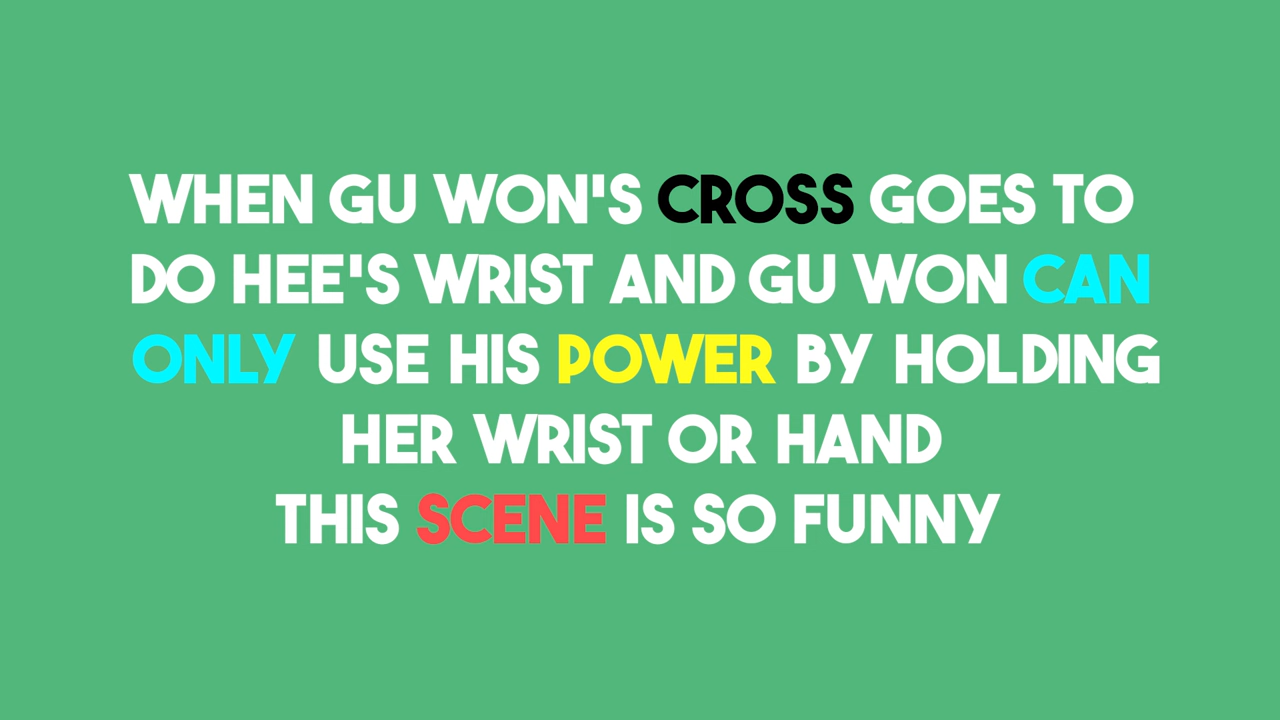 WHEN GU WON'S CROSS GOES TO
DO HEE'S WRIST AND GU WON CAN
ONLY USE HIS POWER BY HOLDING
HER WRIST OR HAND
THIS SCENE IS SO FUNNY